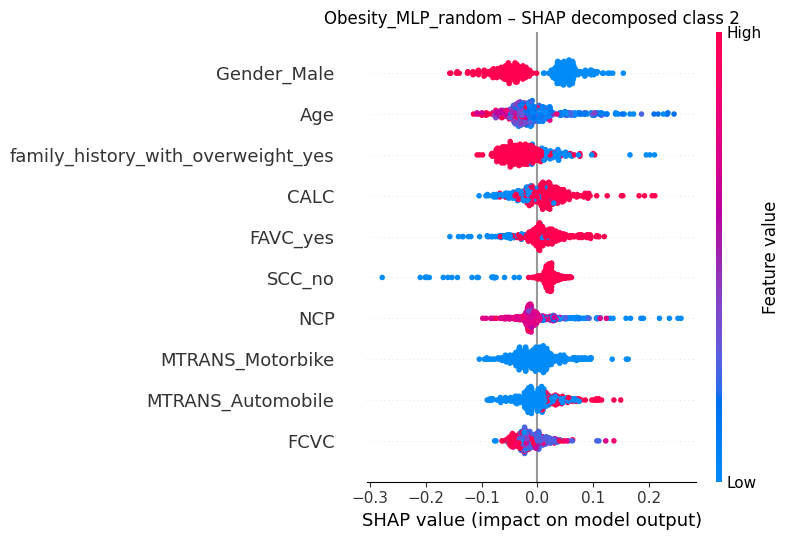 Obesity_MLP_random – SHAP decomposed class 2
High
Gender_Male
Age
family_history_with_overweight_yes
CALC
FAVC_yes
SCC_no
NCP
MTRANS_Motorbike
MTRANS_Automobile
FCVC
Feature value
Low
−0.3 −0.2 −0.1 0.0 0.1 0.2
SHAP value (impact on model output)